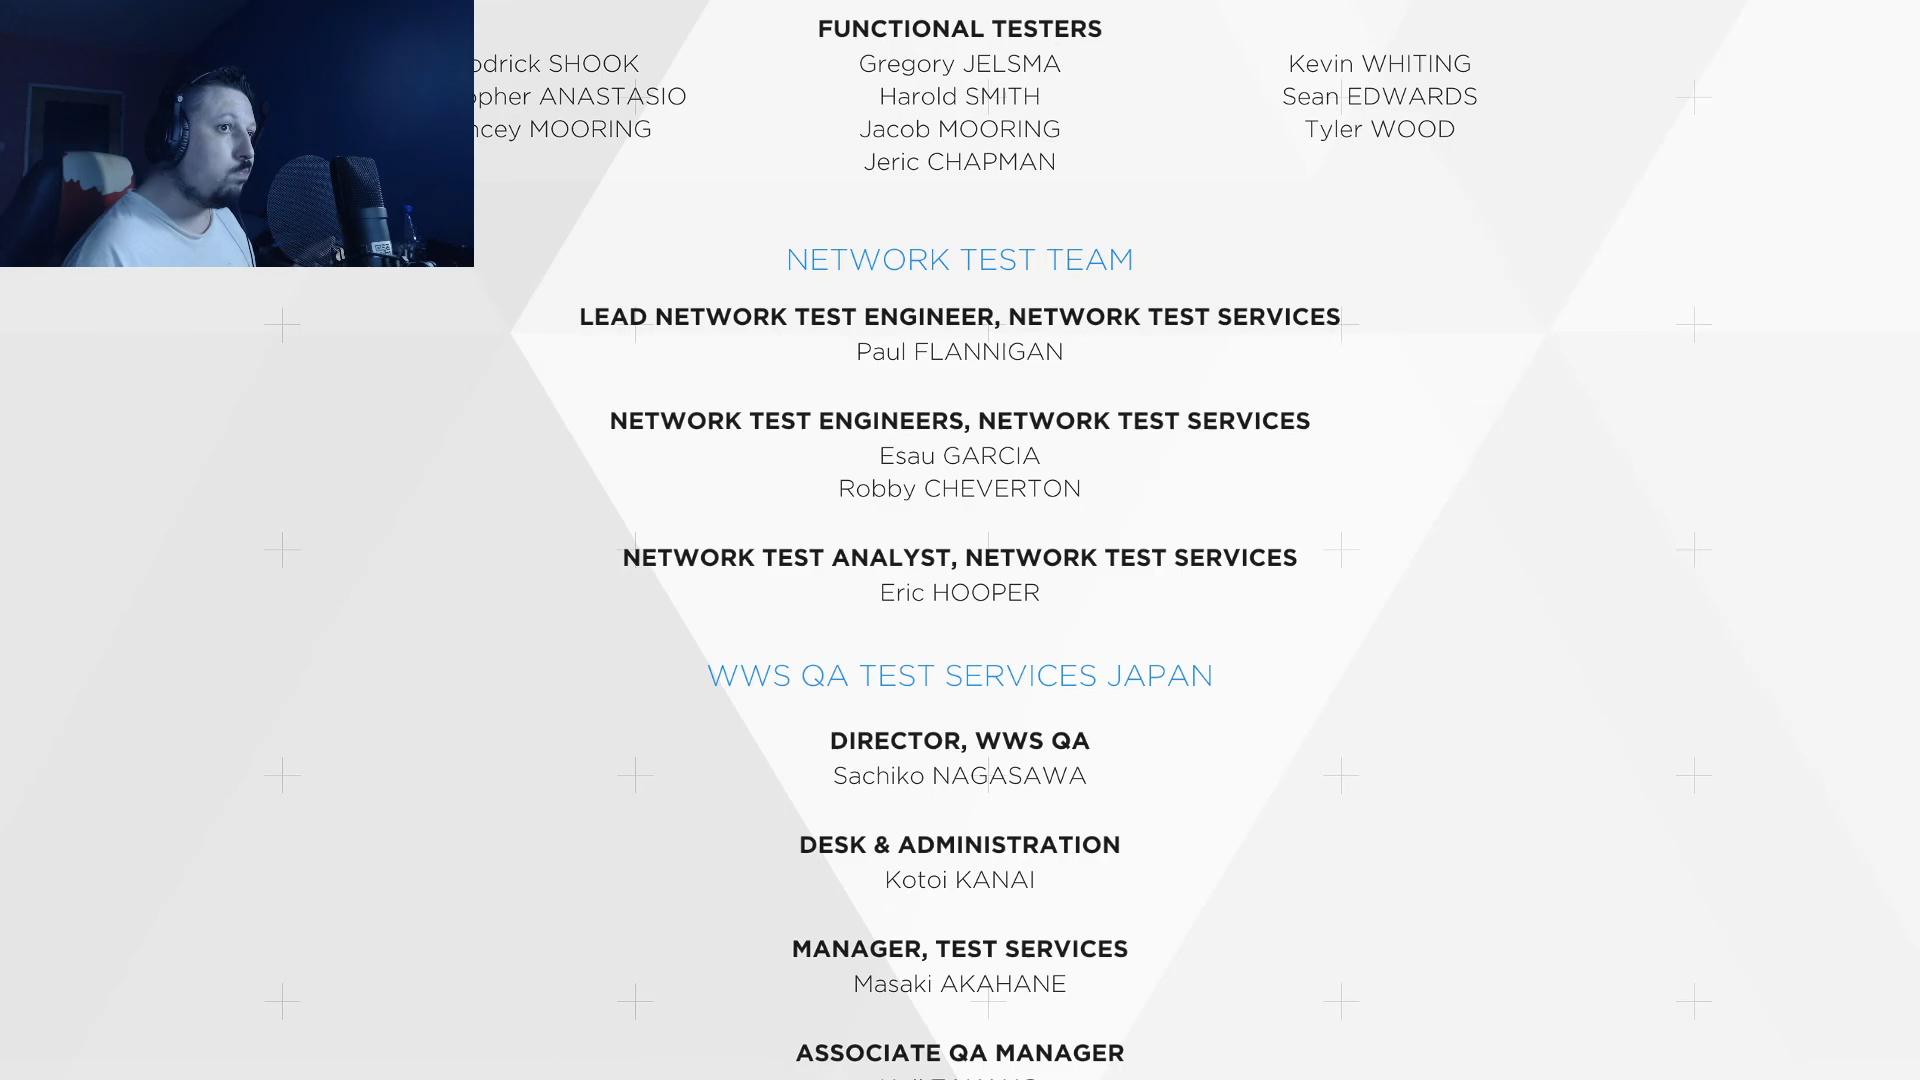 FUNCTIONAL TESTERS
SHOOK Gregory JELSMA Kevin WHITING
ANASTASIO Harold SMITH Sean EDWARDS
MOORING Jacob MOORING Tyler WOOD
Jeric CHAPMAN
NETWORK TEST TEAM
LEAD NETWORK TEST ENGINEER, NETWORK TEST SERVICES
Paul FLANNIGAN
NETWORK TEST ENGINEERS, NETWORK TEST SERVICES
Esau GARCIA
Robby CHEVERTON
NETWORK TEST ANALYST, NETWORK TEST SERVICES
Eric HOOPER
WWS QA TEST SERVICES JAPAN
DIRECTOR, WWS QA
Sachiko NAGASAWA
DESK & ADMINISTRATION
Kotoi KANAI
MANAGER, TEST SERVICES
Masaki AKAHANE
ASSOCIATE QA MANAGER